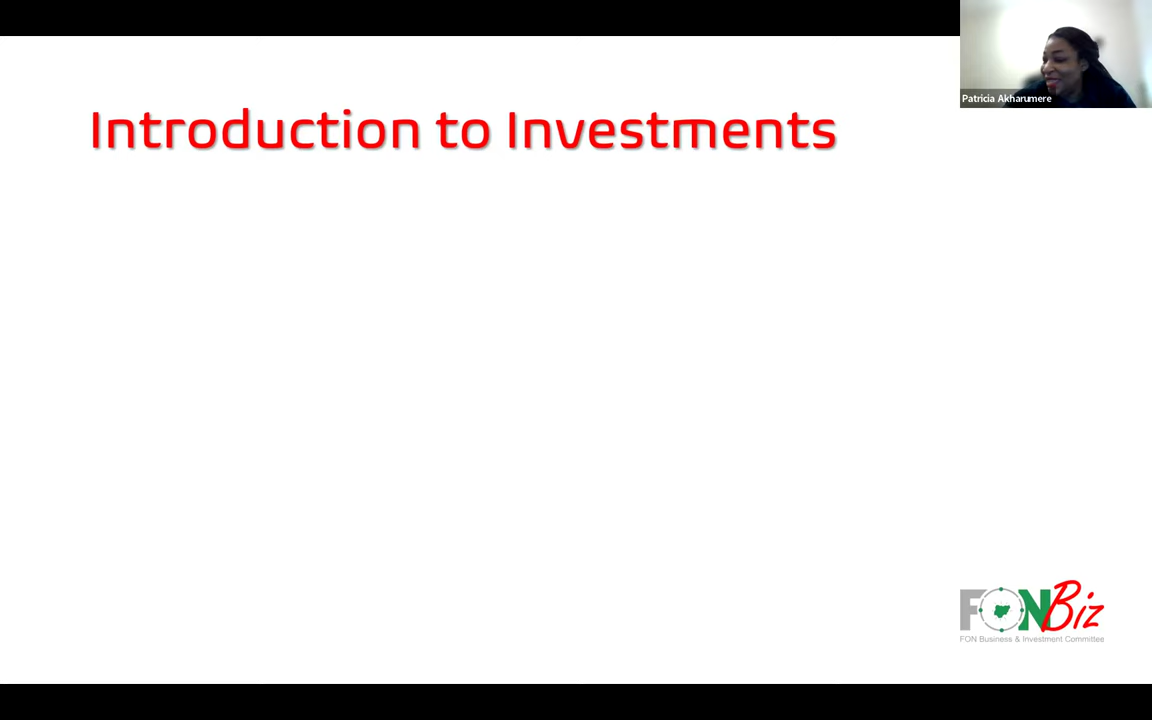 Patricia Akharumere
Introduction to Investments
FONBiz
FON Business & Investment Committee